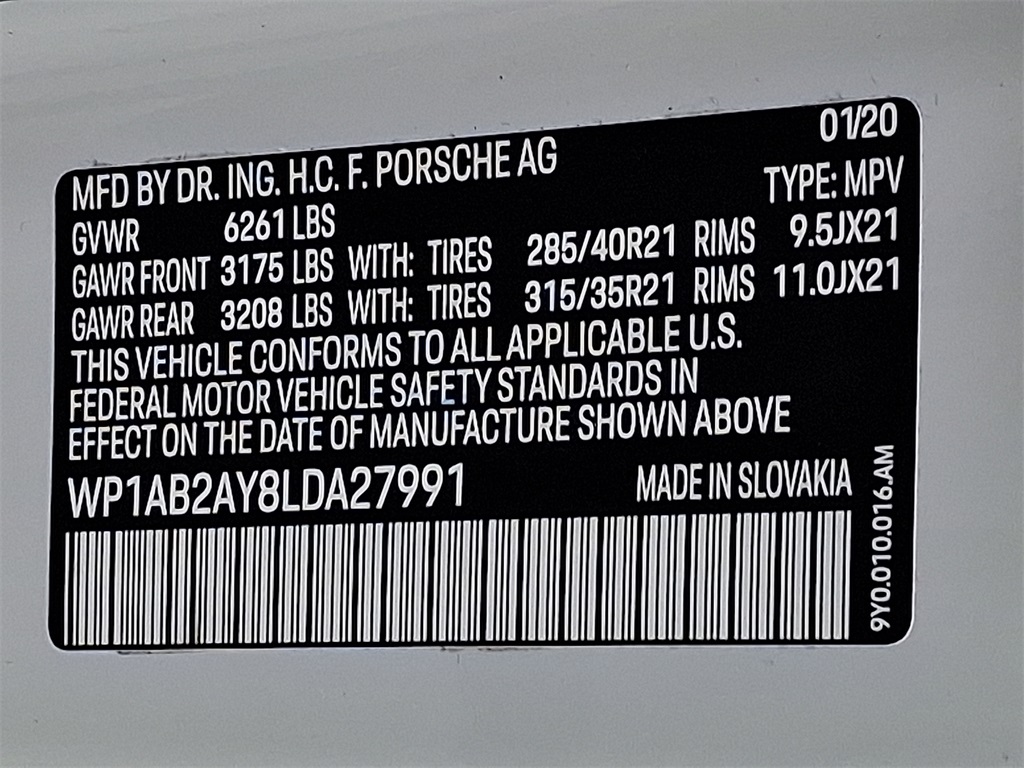 01/20
MFD BY DR. ING. H.C. F. PORSCHE AG
TYPE: MPV
GVWR 6261 LBS
GAWR FRONT 3175 LBS WITH: TIRES 285/40R21 RIMS 9.5JX21
GAWR REAR 3208 LBS WITH: TIRES 315/35R21 RIMS 11.0JX21
THIS VEHICLE CONFORMS TO ALL APPLICABLE U.S.
FEDERAL MOTOR VEHICLE SAFETY STANDARDS IN
EFFECT ON THE DATE OF MANUFACTURE SHOWN ABOVE
WP1AB2AY8LDA27991 MADE IN SLOVAKIA
9Y0.010.016.AM